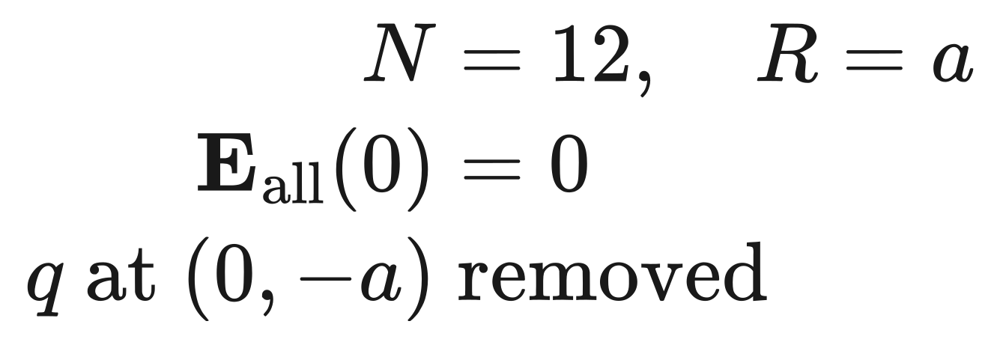 N = 12, R = a
E_all(0) = 0
q at (0, −a) removed